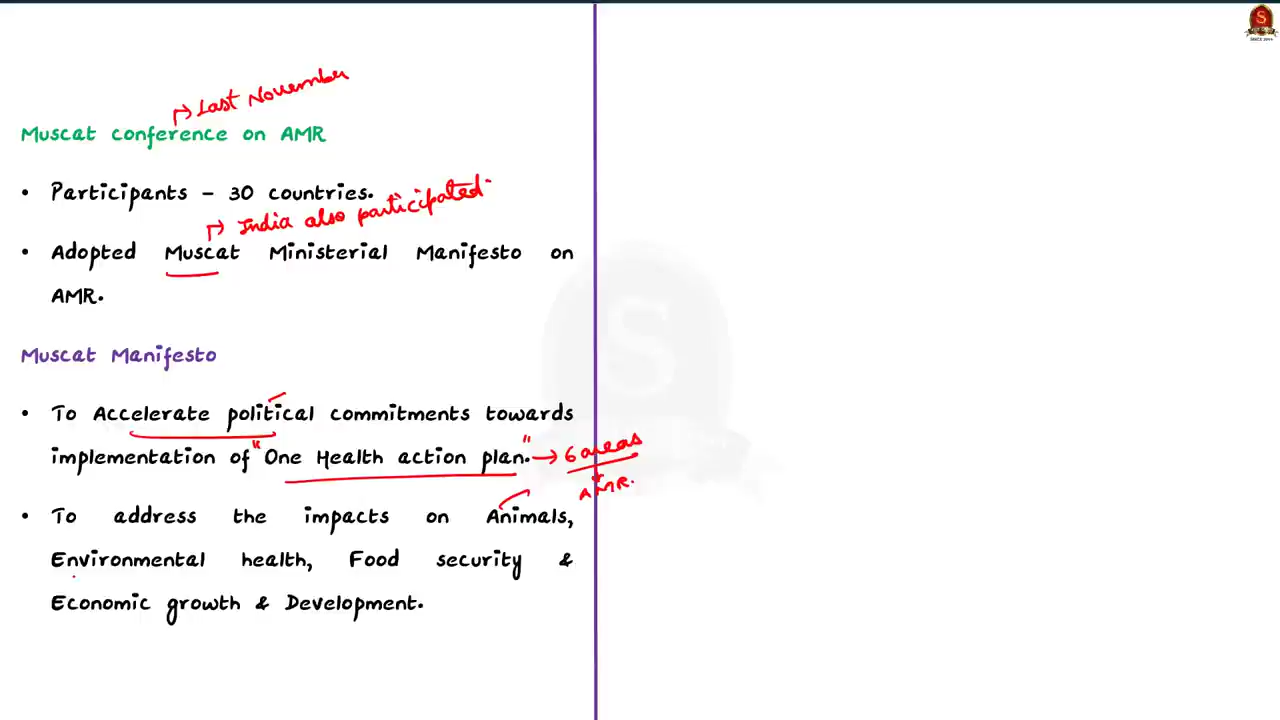 Last November
Muscat conference on AMR
• Participants – 30 countries.
India also participated
• Adopted Muscat Ministerial Manifesto on
AMR.
Muscat Manifesto
• To Accelerate political commitments towards
implementation of "One Health action plan." → 6 areas
AMR.
• To address the impacts on Animals,
Environmental health, Food security &
Economic growth & Development.
S